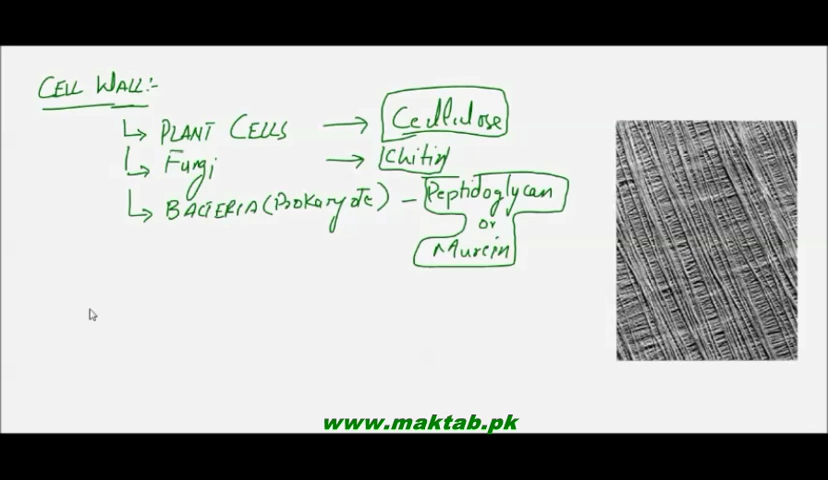 CELL WALL:-
↳ PLANT CELLS → Cellulose
↳ Fungi → Chitin
↳ BACTERIA (Prokaryote) - Peptidoglycan
or
Murein
www.maktab.pk